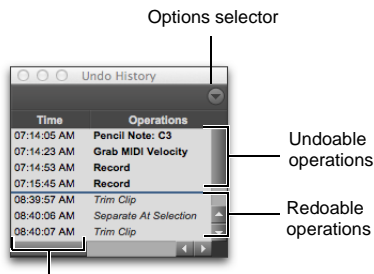 Options selector
Undo History
Time Operations
07:14:05 AM Pencil Note: C3
07:14:23 AM Grab MIDI Velocity
07:14:53 AM Record
07:15:45 AM Record
08:39:57 AM Trim Clip
08:40:06 AM Separate At Selection
08:40:07 AM Trim Clip
Undoable
operations
Redoable
operations